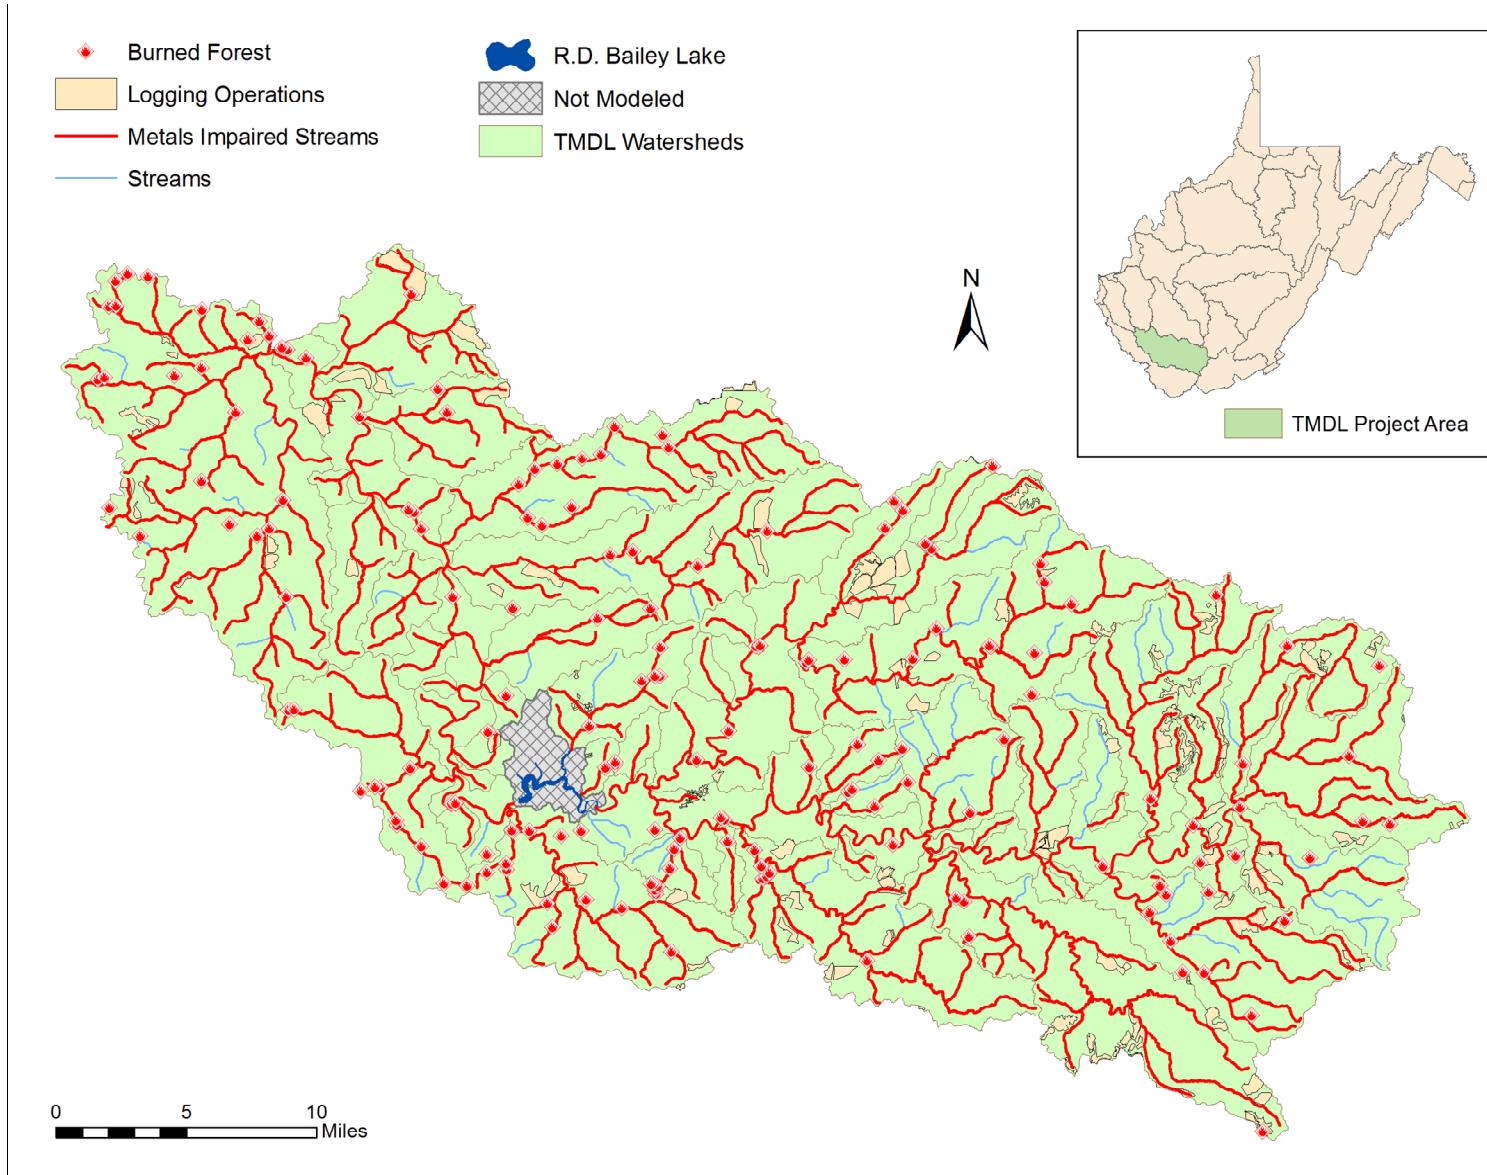 Burned Forest
Logging Operations
Metals Impaired Streams
Streams
R.D. Bailey Lake
Not Modeled
TMDL Watersheds
TMDL Project Area
N
0 5 10
Miles